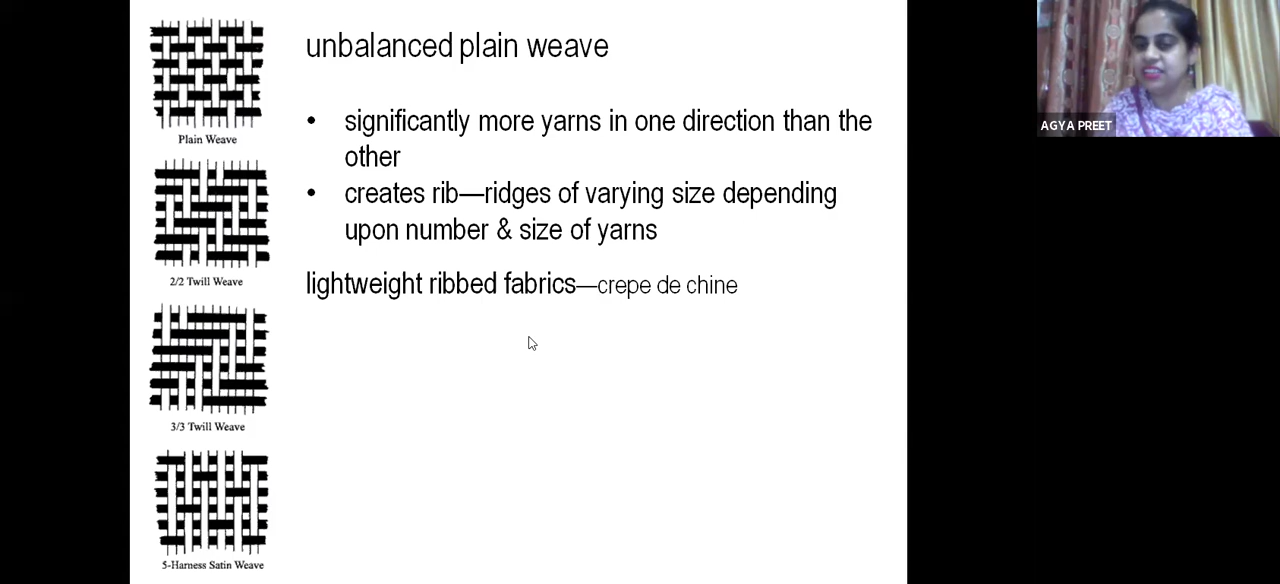 unbalanced plain weave
• significantly more yarns in one direction than the
other
• creates rib—ridges of varying size depending
upon number & size of yarns
lightweight ribbed fabrics—crepe de chine
Plain Weave
2/2 Twill Weave
3/3 Twill Weave
5-Harness Satin Weave
AGYA PREET